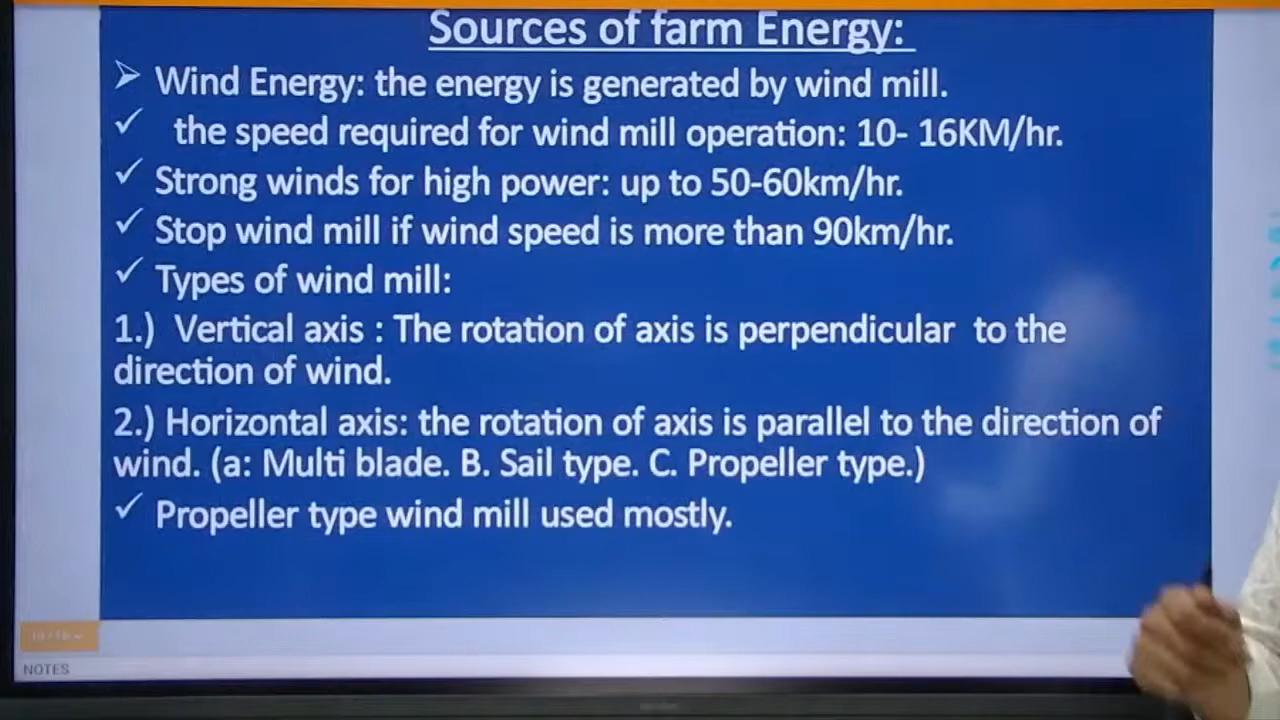 Sources of farm Energy:
➢ Wind Energy: the energy is generated by wind mill.
✓ the speed required for wind mill operation: 10- 16KM/hr.
✓ Strong winds for high power: up to 50-60km/hr.
✓ Stop wind mill if wind speed is more than 90km/hr.
✓ Types of wind mill:
1.) Vertical axis : The rotation of axis is perpendicular to the
direction of wind.
2.) Horizontal axis: the rotation of axis is parallel to the direction of
wind. (a: Multi blade. B. Sail type. C. Propeller type.)
✓ Propeller type wind mill used mostly.
NOTES